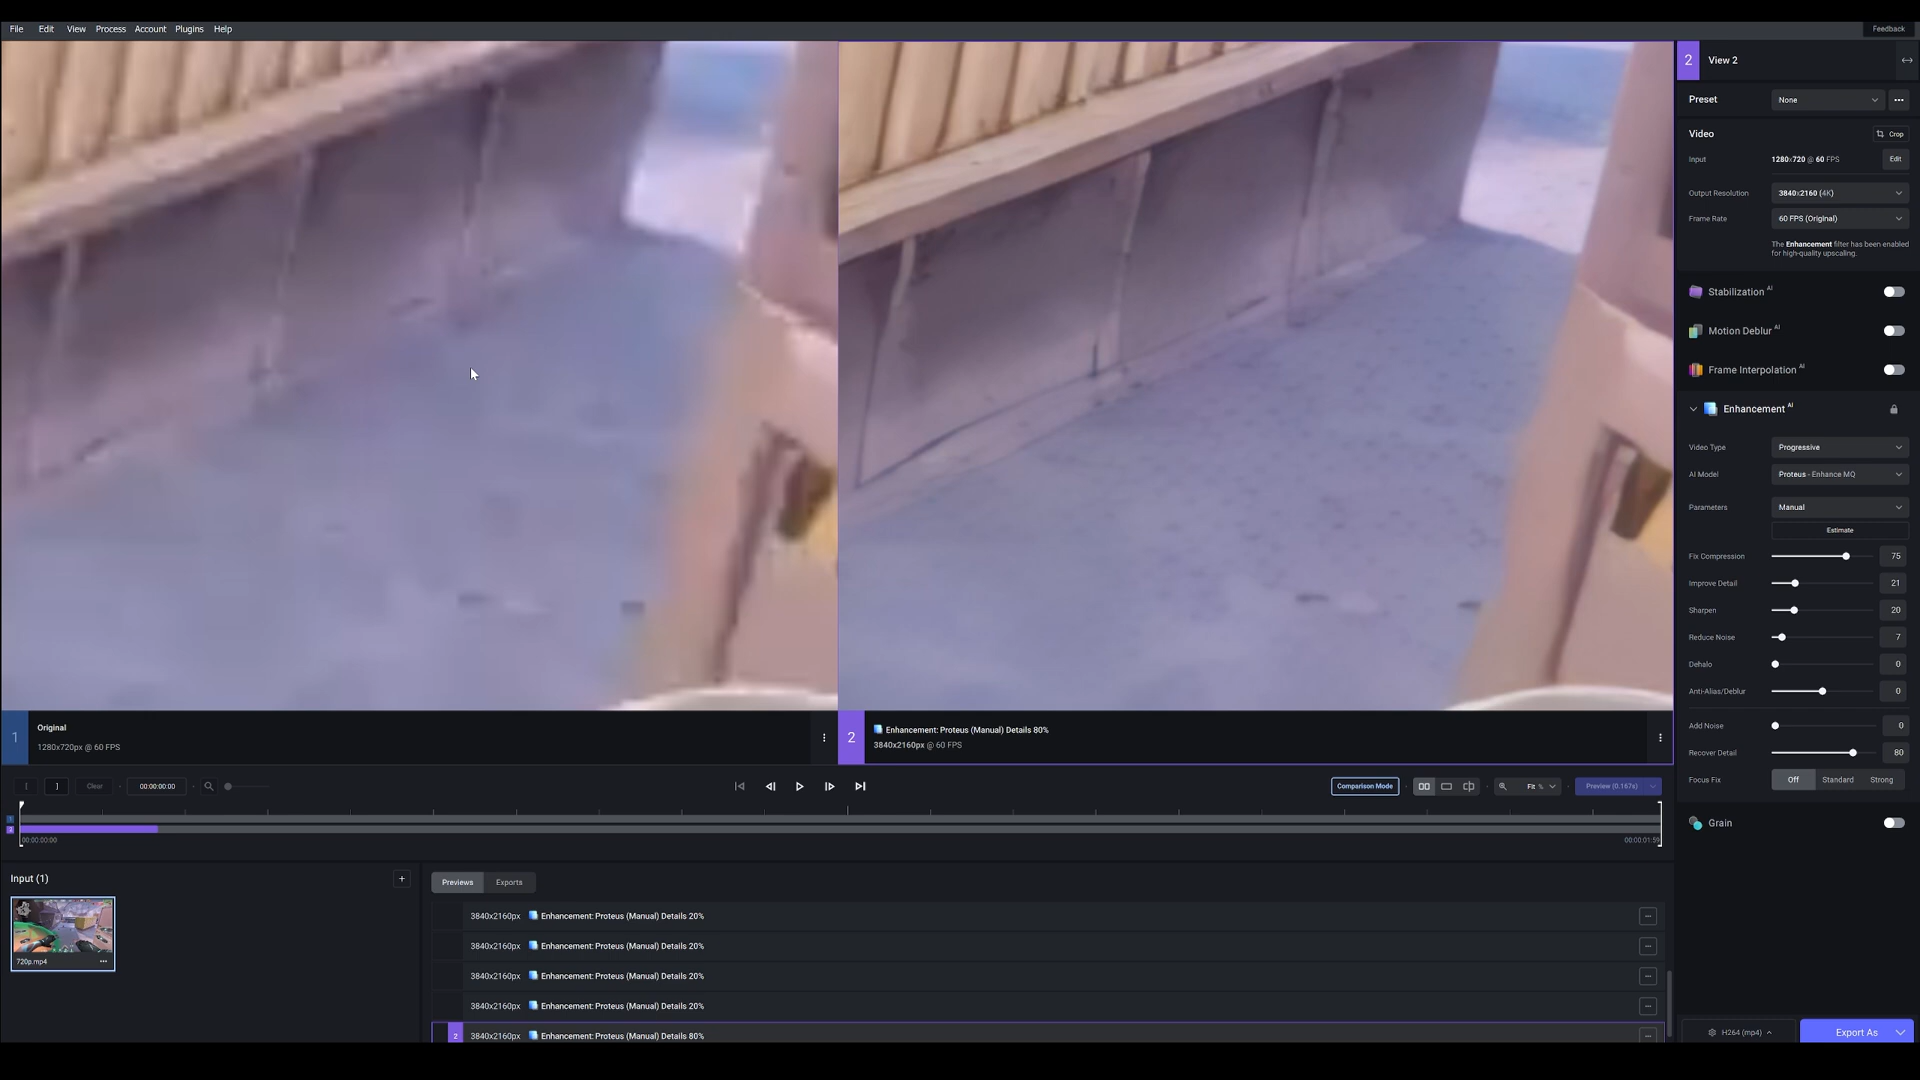 File Edit View Process Account Plugins Help
Feedback
2 View 2
Preset None
Video Crop
Input 1280x720 @ 60 FPS Edit
Output Resolution 3840x2160 (4K)
Frame Rate 60 FPS (Original)
The Enhancement filter has been enabled
for high-quality upscaling.
Stabilization AI
Motion Deblur AI
Frame Interpolation AI
Enhancement AI
Video Type Progressive
AI Model Proteus - Enhance MQ
Parameters Manual
Estimate
Fix Compression 75
Improve Detail 21
Sharpen 20
Reduce Noise 7
Dehalo 0
Anti-Alias/Deblur 0
Add Noise 0
Recover Detail 80
Focus Fix Off Standard Strong
Grain
1 Original
1280x720px @ 60 FPS
2 Enhancement: Proteus (Manual) Details 80%
3840x2160px @ 60 FPS
[ ] Clear 00:00:00:00
Comparison Mode Fit % Preview (0.167s)
1
2
00:00:00:00 00:00:01:59
Input (1) +
720p.mp4
Previews Exports
3840x2160px Enhancement: Proteus (Manual) Details 20%
3840x2160px Enhancement: Proteus (Manual) Details 20%
3840x2160px Enhancement: Proteus (Manual) Details 20%
3840x2160px Enhancement: Proteus (Manual) Details 20%
2 3840x2160px Enhancement: Proteus (Manual) Details 80%
H264 (mp4) Export As